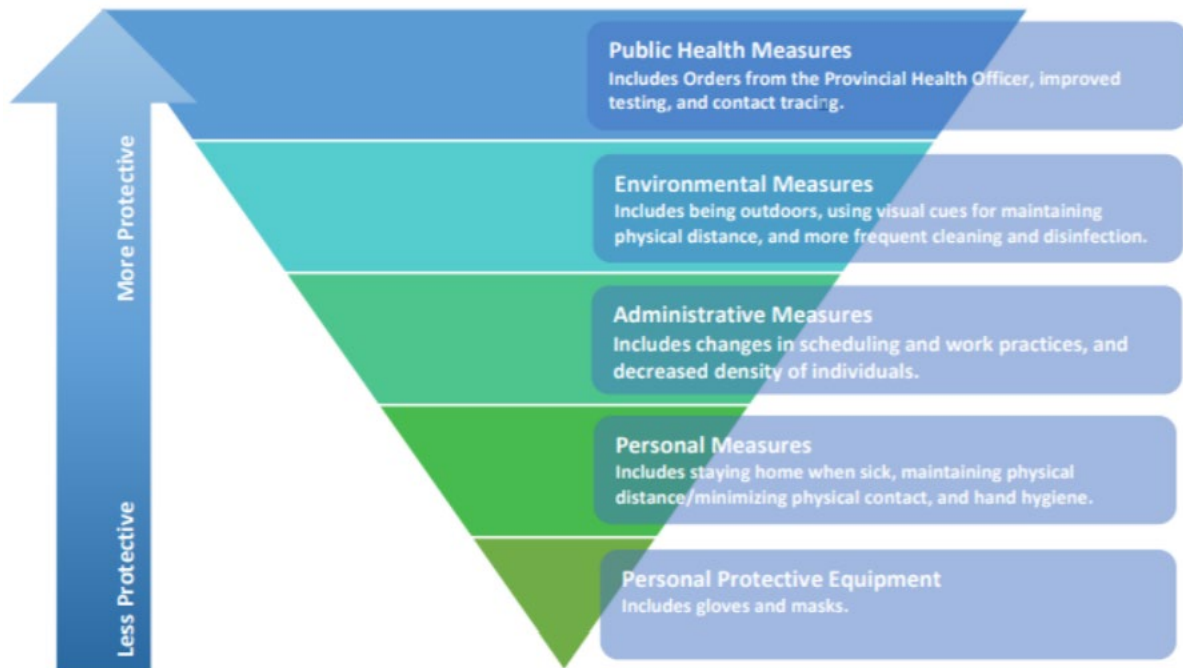 More Protective
Less Protective
Public Health Measures
Includes Orders from the Provincial Health Officer, improved
testing, and contact tracing.
Environmental Measures
Includes being outdoors, using visual cues for maintaining
physical distance, and more frequent cleaning and disinfection.
Administrative Measures
Includes changes in scheduling and work practices, and
decreased density of individuals.
Personal Measures
Includes staying home when sick, maintaining physical
distance/minimizing physical contact, and hand hygiene.
Personal Protective Equipment
Includes gloves and masks.